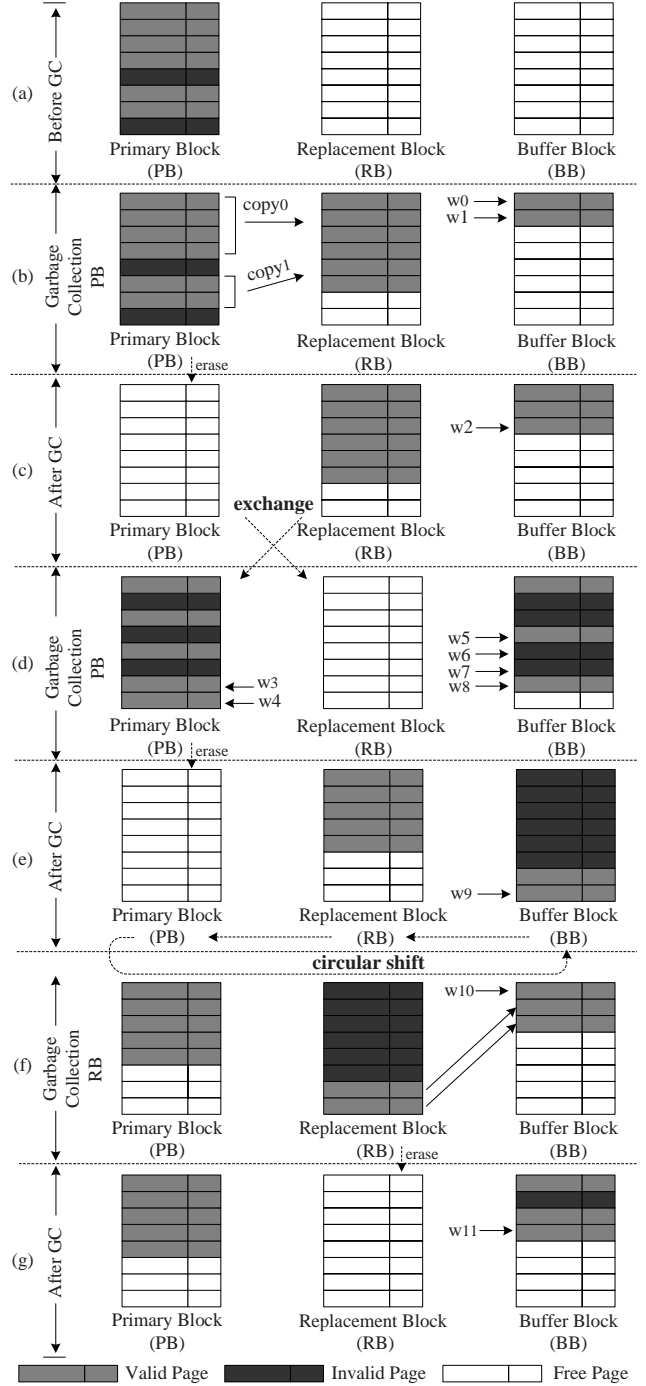 (a)
Before GC
Primary Block
(PB)
Replacement Block
(RB)
Buffer Block
(BB)
(b)
Garbage
Collection
PB
copy0
copy1
w0
w1
Primary Block
(PB)
Replacement Block
(RB)
Buffer Block
(BB)
erase
(c)
After GC
w2
exchange
Primary Block
(PB)
Replacement Block
(RB)
Buffer Block
(BB)
(d)
Garbage
Collection
PB
w3
w4
w5
w6
w7
w8
Primary Block
(PB)
Replacement Block
(RB)
Buffer Block
(BB)
erase
(e)
After GC
w9
Primary Block
(PB)
Replacement Block
(RB)
Buffer Block
(BB)
circular shift
(f)
Garbage
Collection
RB
w10
Primary Block
(PB)
Replacement Block
(RB)
Buffer Block
(BB)
erase
(g)
After GC
w11
Primary Block
(PB)
Replacement Block
(RB)
Buffer Block
(BB)
Valid Page
Invalid Page
Free Page